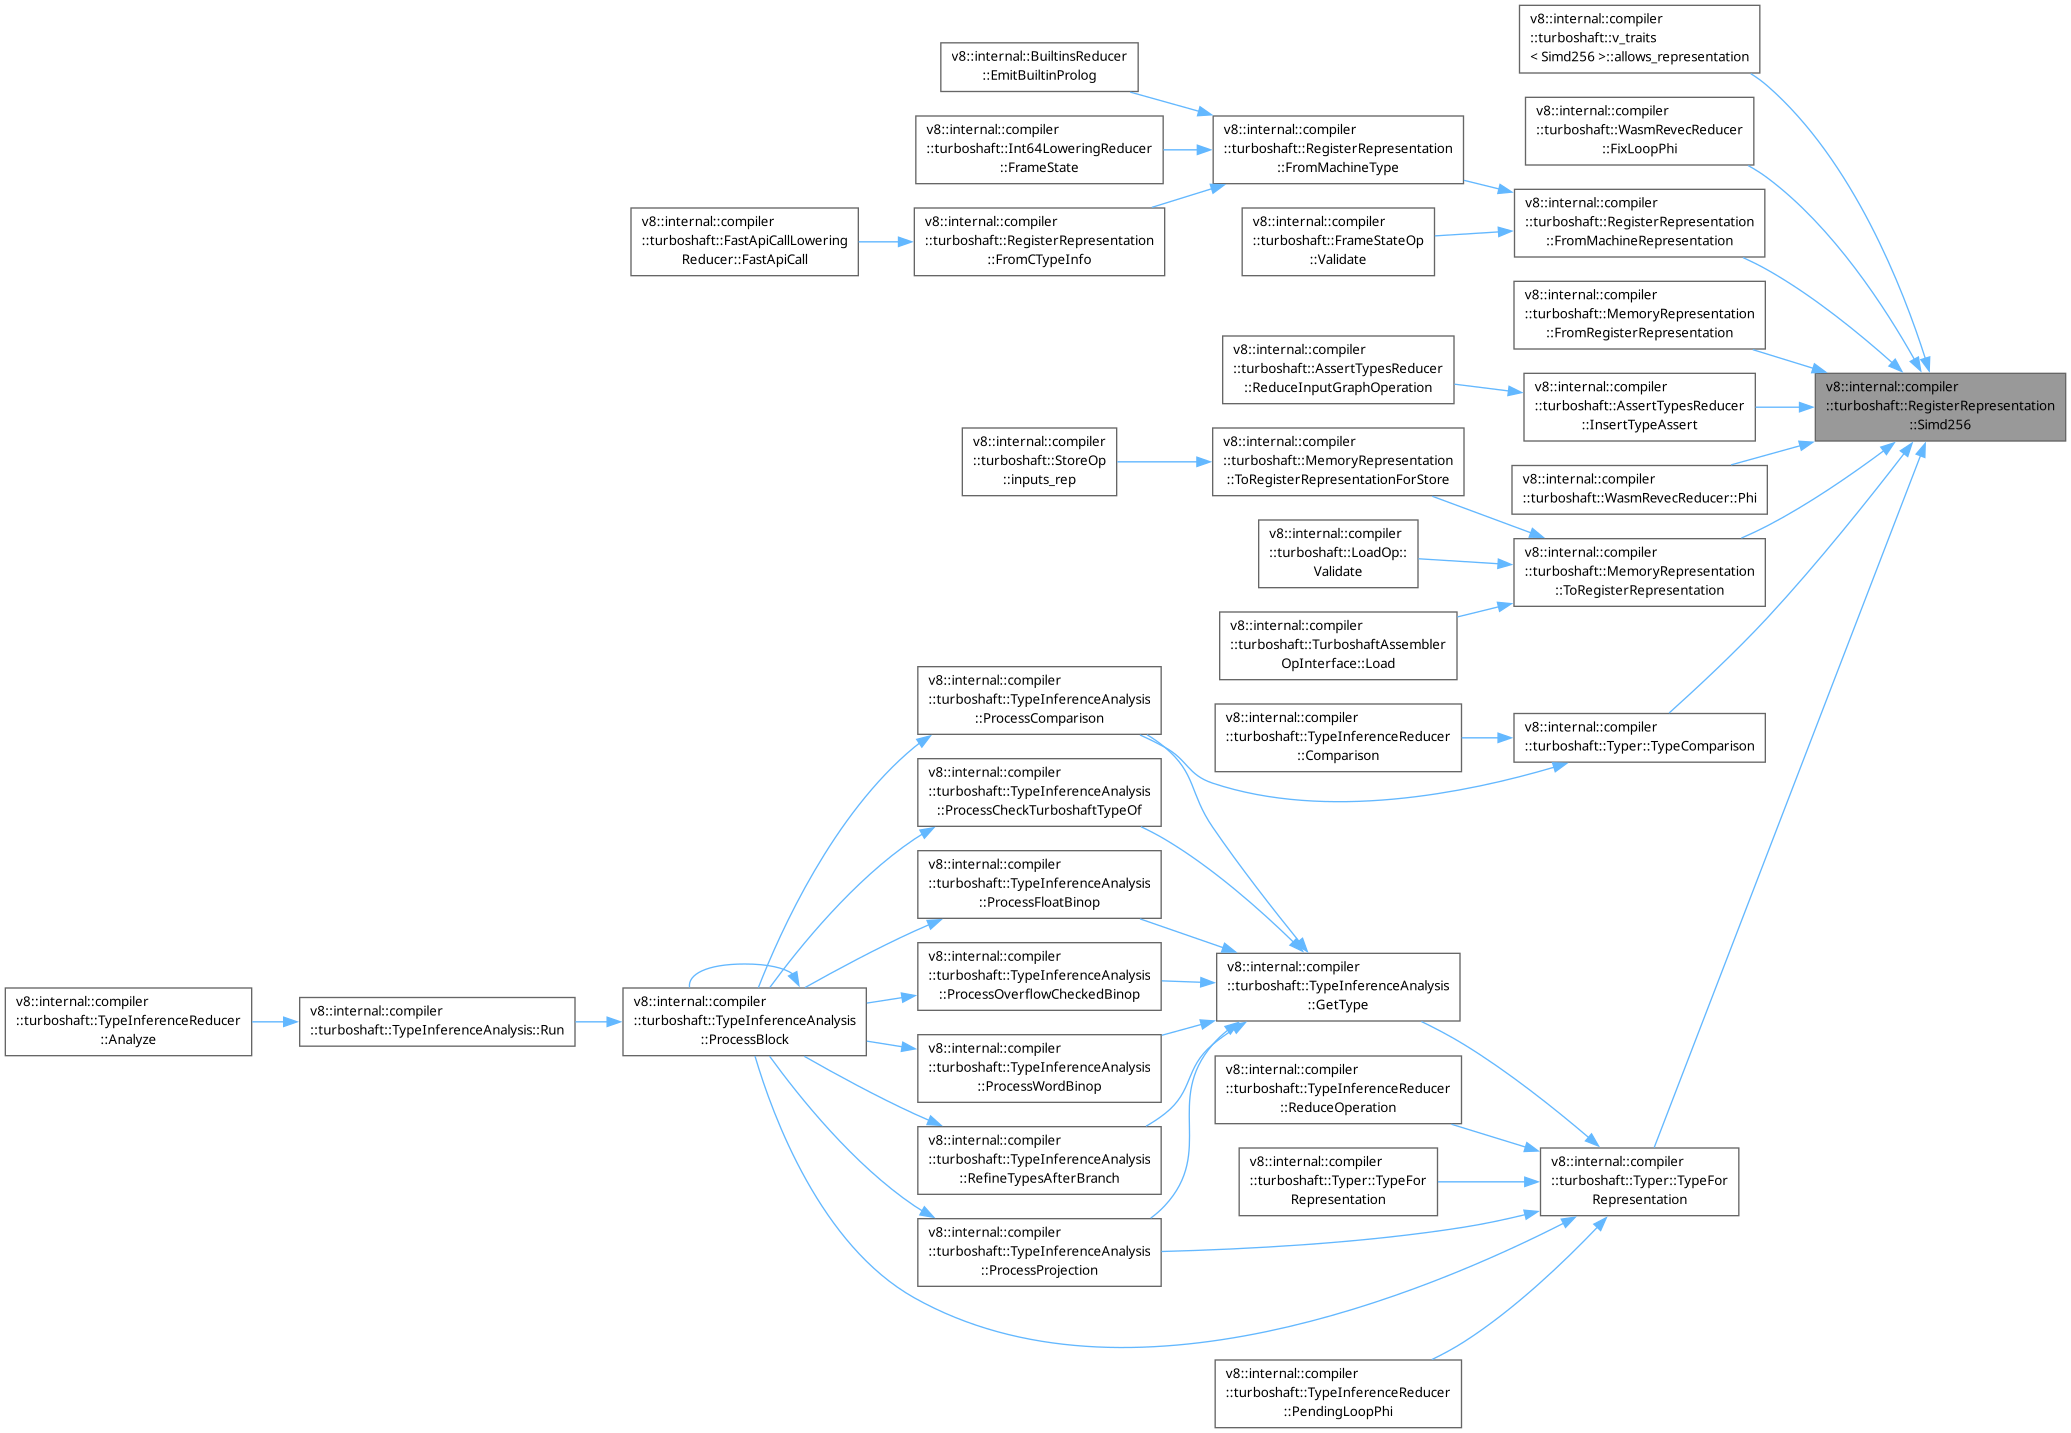 v8::internal::compiler
::turboshaft::v_traits
< Simd256 >::allows_representation
v8::internal::BuiltinsReducer
::EmitBuiltinProlog
v8::internal::compiler
::turboshaft::WasmRevecReducer
::FixLoopPhi
v8::internal::compiler
::turboshaft::Int64LoweringReducer
::FrameState
v8::internal::compiler
::turboshaft::RegisterRepresentation
::FromMachineType
v8::internal::compiler
::turboshaft::RegisterRepresentation
::FromMachineRepresentation
v8::internal::compiler
::turboshaft::FastApiCallLowering
Reducer::FastApiCall
v8::internal::compiler
::turboshaft::RegisterRepresentation
::FromCTypeInfo
v8::internal::compiler
::turboshaft::FrameStateOp
::Validate
v8::internal::compiler
::turboshaft::MemoryRepresentation
::FromRegisterRepresentation
v8::internal::compiler
::turboshaft::AssertTypesReducer
::ReduceInputGraphOperation
v8::internal::compiler
::turboshaft::AssertTypesReducer
::InsertTypeAssert
v8::internal::compiler
::turboshaft::RegisterRepresentation
::Simd256
v8::internal::compiler
::turboshaft::StoreOp
::inputs_rep
v8::internal::compiler
::turboshaft::MemoryRepresentation
::ToRegisterRepresentationForStore
v8::internal::compiler
::turboshaft::WasmRevecReducer::Phi
v8::internal::compiler
::turboshaft::LoadOp::
Validate
v8::internal::compiler
::turboshaft::MemoryRepresentation
::ToRegisterRepresentation
v8::internal::compiler
::turboshaft::TurboshaftAssembler
OpInterface::Load
v8::internal::compiler
::turboshaft::TypeInferenceAnalysis
::ProcessComparison
v8::internal::compiler
::turboshaft::TypeInferenceReducer
::Comparison
v8::internal::compiler
::turboshaft::Typer::TypeComparison
v8::internal::compiler
::turboshaft::TypeInferenceAnalysis
::ProcessCheckTurboshaftTypeOf
v8::internal::compiler
::turboshaft::TypeInferenceAnalysis
::ProcessFloatBinop
v8::internal::compiler
::turboshaft::TypeInferenceAnalysis
::ProcessOverflowCheckedBinop
v8::internal::compiler
::turboshaft::TypeInferenceAnalysis
::GetType
v8::internal::compiler
::turboshaft::TypeInferenceReducer
::Analyze
v8::internal::compiler
::turboshaft::TypeInferenceAnalysis::Run
v8::internal::compiler
::turboshaft::TypeInferenceAnalysis
::ProcessBlock
v8::internal::compiler
::turboshaft::TypeInferenceAnalysis
::ProcessWordBinop
v8::internal::compiler
::turboshaft::TypeInferenceReducer
::ReduceOperation
v8::internal::compiler
::turboshaft::TypeInferenceAnalysis
::RefineTypesAfterBranch
v8::internal::compiler
::turboshaft::Typer::TypeFor
Representation
v8::internal::compiler
::turboshaft::Typer::TypeFor
Representation
v8::internal::compiler
::turboshaft::TypeInferenceAnalysis
::ProcessProjection
v8::internal::compiler
::turboshaft::TypeInferenceReducer
::PendingLoopPhi